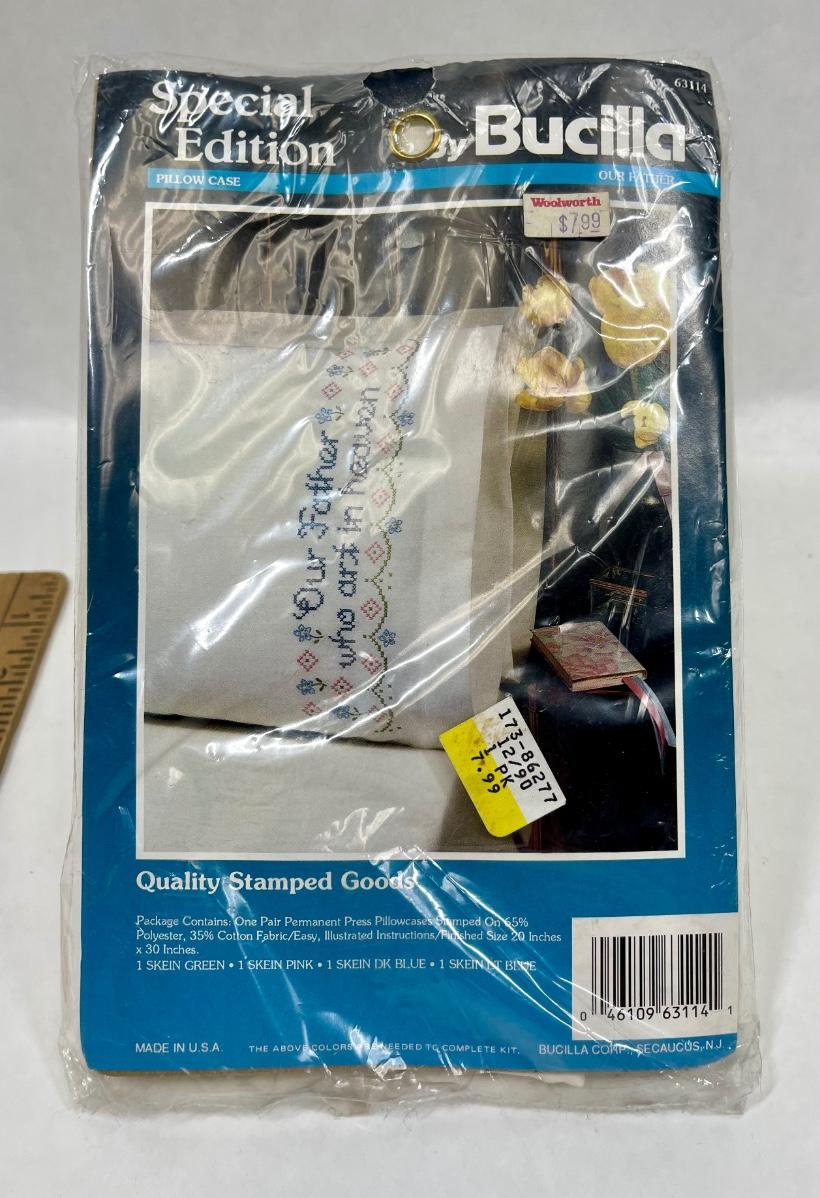 63114
Special
Edition
By Bucilla
PILLOW CASE
OUR FATHER
Woolworth
$7.99
Our Father
who art in heaven
173-86277
12/90
1 PK
7.99
Quality Stamped Goods
Package Contains: One Pair Permanent Press Pillowcases Stamped On 65%
Polyester, 35% Cotton Fabric/Easy, Illustrated Instructions/Finished Size 20 Inches
x 30 Inches.
1 SKEIN GREEN • 1 SKEIN PINK • 1 SKEIN DK BLUE • 1 SKEIN LT BLUE
0 46109 63114 1
MADE IN U.S.A. THE ABOVE COLORS ARE NEEDED TO COMPLETE KIT. BUCILLA CORP., SECAUCUS, N.J.